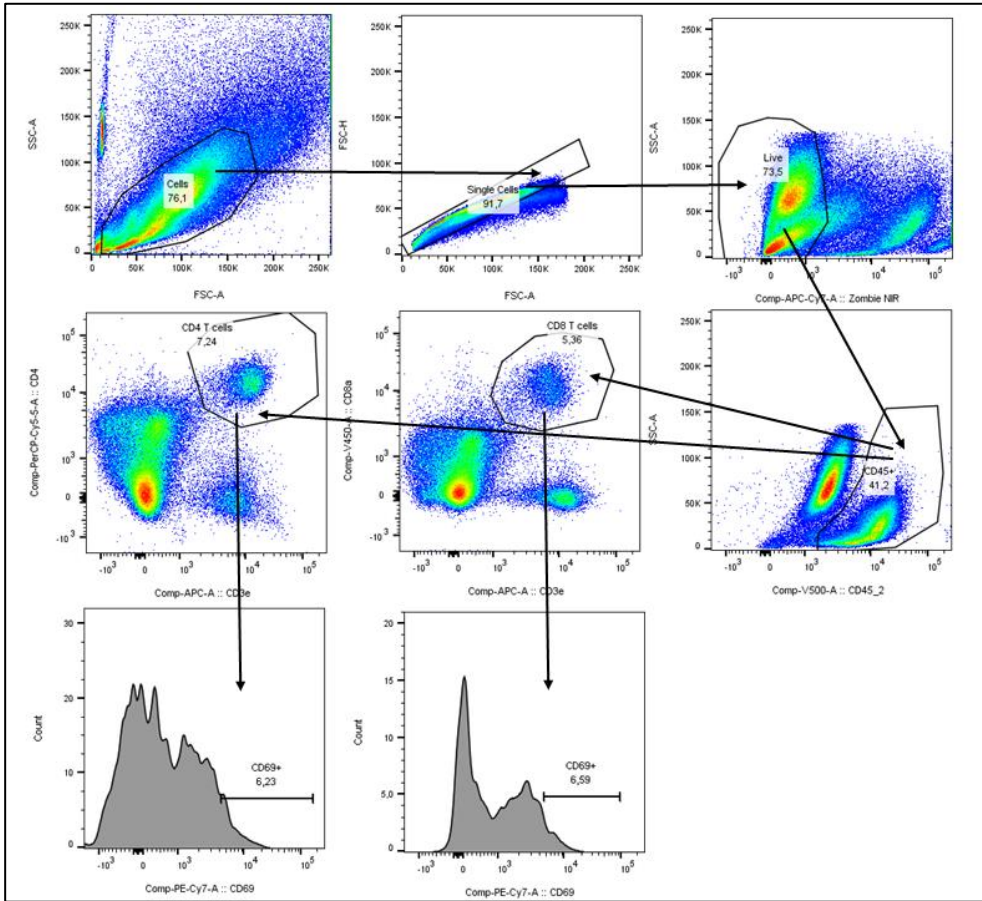 250K
200K
150K
100K
50K
0
SSC-A
Cells
76,1
0
50K
100K
150K
200K
250K
FSC-A
250K
200K
150K
100K
50K
0
FSC-H
Single Cells
91,7
0
50K
100K
150K
200K
250K
FSC-A
250K
200K
150K
100K
50K
0
SSC-A
Live
73,5
-10³
0
10³
10⁴
10⁵
Comp-APC-Cy7-A :: Zombie NIR
10⁵
10⁴
10³
0
-10³
Comp-PerCP-Cy5-5-A :: CD4
CD4 T cells
7,24
-10³
0
10³
10⁴
10⁵
Comp-APC-A :: CD3e
10⁵
10⁴
10³
0
-10³
Comp-V450-A :: CD8a
CD8 T cells
5,36
-10³
0
10³
10⁴
10⁵
Comp-APC-A :: CD3e
250K
200K
150K
100K
50K
0
SSC-A
CD45+
41,2
-10³
0
10³
10⁴
10⁵
Comp-V500-A :: CD45_2
30
20
10
0
Count
CD69+
6,23
-10³
0
10³
10⁴
10⁵
Comp-PE-Cy7-A :: CD69
20
15
10
5,0
0
Count
CD69+
6,59
-10³
0
10³
10⁴
10⁵
Comp-PE-Cy7-A :: CD69